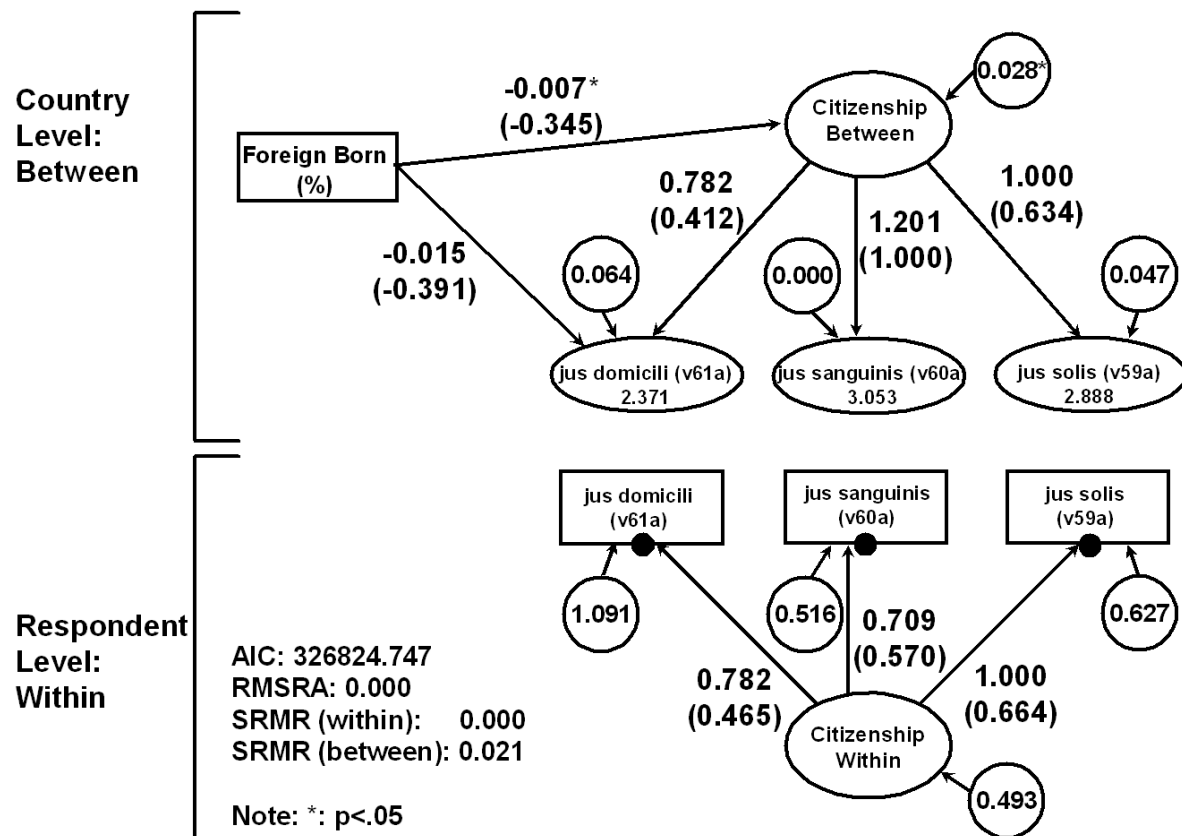 Country
Level:
Between
Foreign Born
(%)
-0.007*
(-0.345)
Citizenship
Between
0.028*
-0.015
(-0.391)
0.782
(0.412)
1.201
(1.000)
1.000
(0.634)
0.064
0.000
0.047
jus domicili (v61a)
2.371
jus sanguinis (v60a
3.053
jus solis (v59a)
2.888
Respondent
Level:
Within
jus domicili
(v61a)
jus sanguinis
(v60a)
jus solis
(v59a)
1.091
0.516
0.627
0.782
(0.465)
0.709
(0.570)
1.000
(0.664)
Citizenship
Within
0.493
AIC: 326824.747
RMSRA: 0.000
SRMR (within): 0.000
SRMR (between): 0.021
Note: *: p<.05